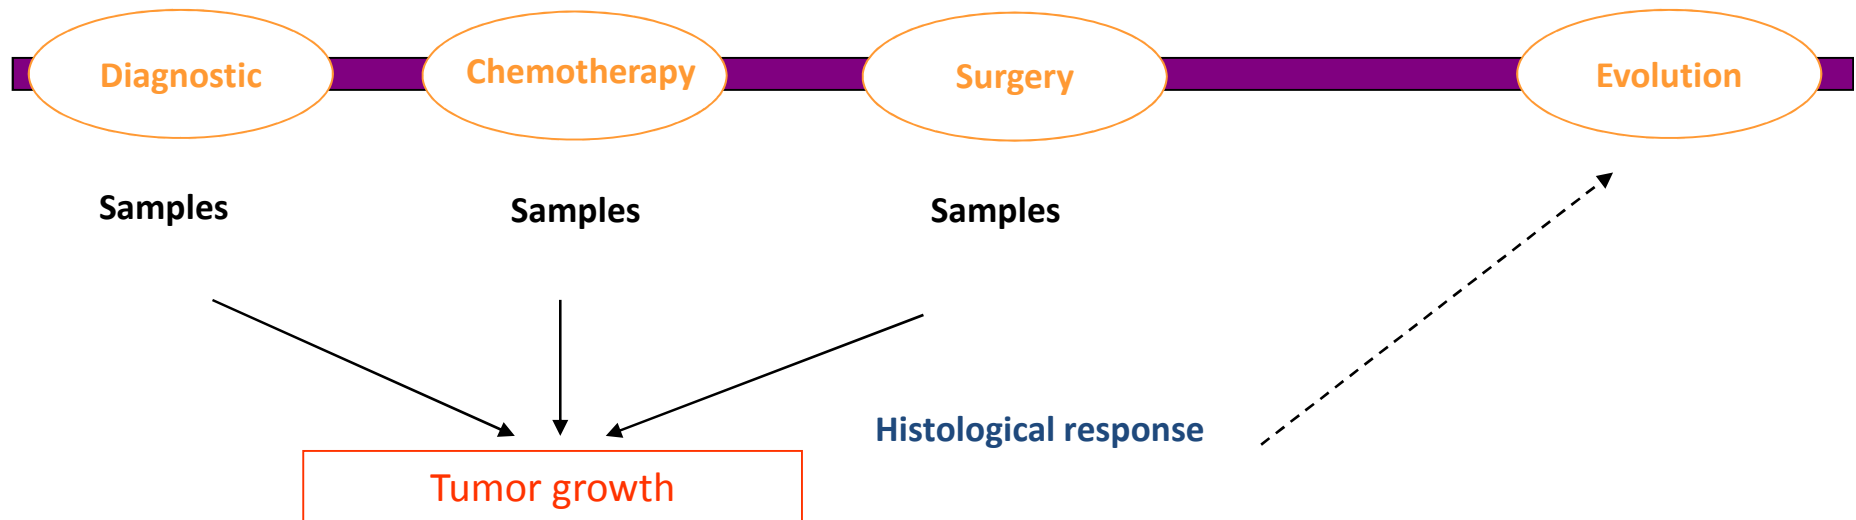 Diagnostic
Chemotherapy
Surgery
Evolution
Samples
Samples
Samples
Histological response
Tumor growth